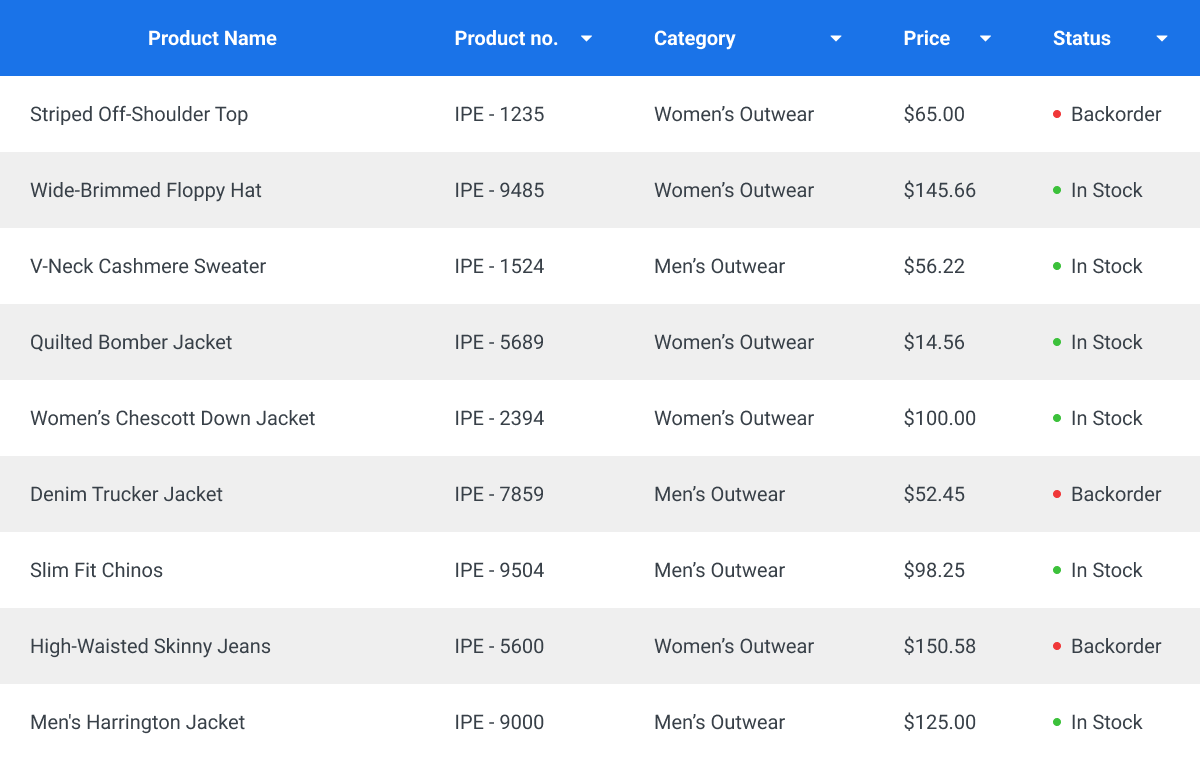 Product Name Product no. Category Price Status
Striped Off-Shoulder Top IPE - 1235 Women’s Outwear $65.00 Backorder
Wide-Brimmed Floppy Hat IPE - 9485 Women’s Outwear $145.66 In Stock
V-Neck Cashmere Sweater IPE - 1524 Men’s Outwear $56.22 In Stock
Quilted Bomber Jacket IPE - 5689 Women’s Outwear $14.56 In Stock
Women’s Chescott Down Jacket IPE - 2394 Women’s Outwear $100.00 In Stock
Denim Trucker Jacket IPE - 7859 Men’s Outwear $52.45 Backorder
Slim Fit Chinos IPE - 9504 Men’s Outwear $98.25 In Stock
High-Waisted Skinny Jeans IPE - 5600 Women’s Outwear $150.58 Backorder
Men's Harrington Jacket IPE - 9000 Men’s Outwear $125.00 In Stock